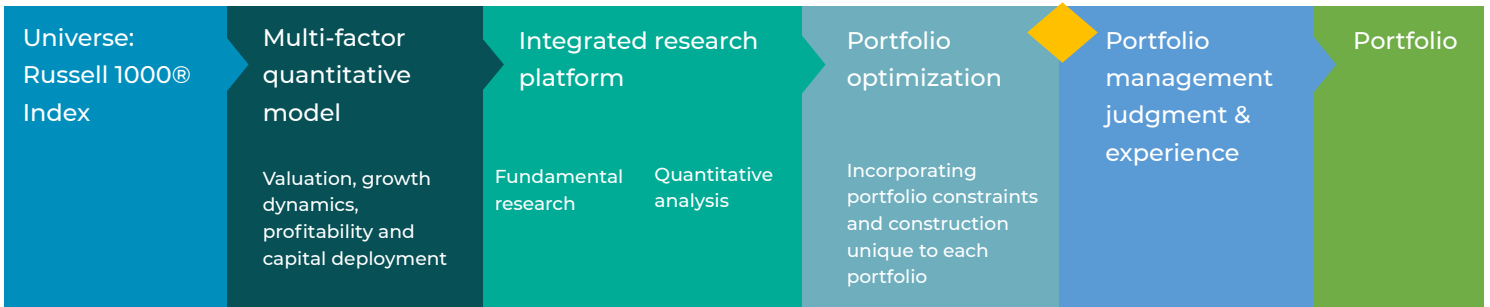 Universe:
Russell 1000®
Index
Multi-factor
quantitative
model
Valuation, growth
dynamics,
profitability and
capital deployment
Integrated research
platform
Fundamental
research
Quantitative
analysis
Portfolio
optimization
Incorporating
portfolio constraints
and construction
unique to each
portfolio
Portfolio
management
judgment &
experience
Portfolio